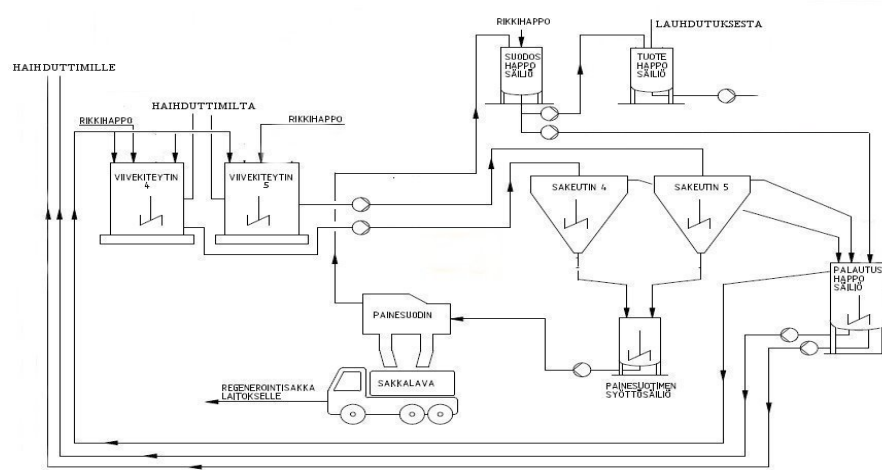 RIKKIHAPPO
LAUHDUTUKSESTA
SUODOS
HAPPO
SÄILIÖ
TUOTE
HAPPO
SÄILIÖ
HAIHDUTTIMILLE
HAIHDUTTIMILTA
RIKKIHAPPO
RIKKIHAPPO
VIIVEKITEYTIN
4
VIIVEKITEYTIN
5
SAKEUTIN 4
SAKEUTIN 5
PALAUTUS
HAPPO
SÄILIÖ
PAINESUODIN
SAKKALAVA
REGENEROINTISAKKA
LAITOKSELLE
PAINESUOTIMEN
SYÖTTÖSÄILIÖ